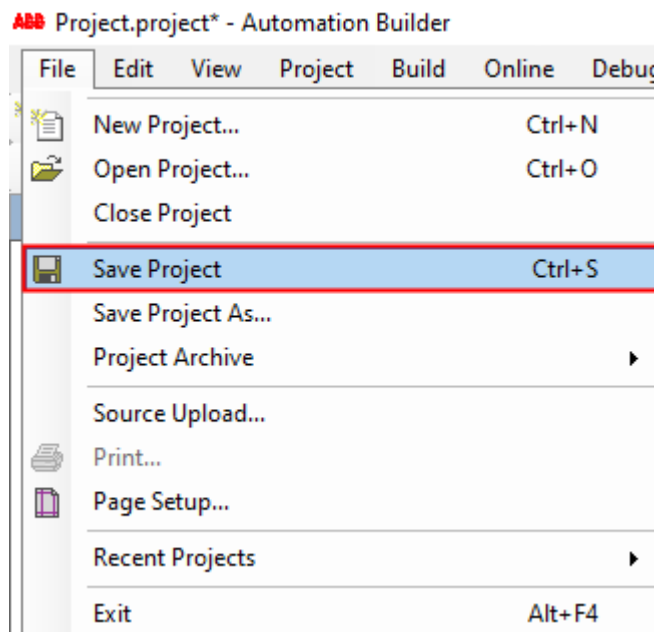 ABB Project.project* - Automation Builder
File Edit View Project Build Online Debug
New Project... Ctrl+N
Open Project... Ctrl+O
Close Project
Save Project Ctrl+S
Save Project As...
Project Archive
Source Upload...
Print...
Page Setup...
Recent Projects
Exit Alt+F4